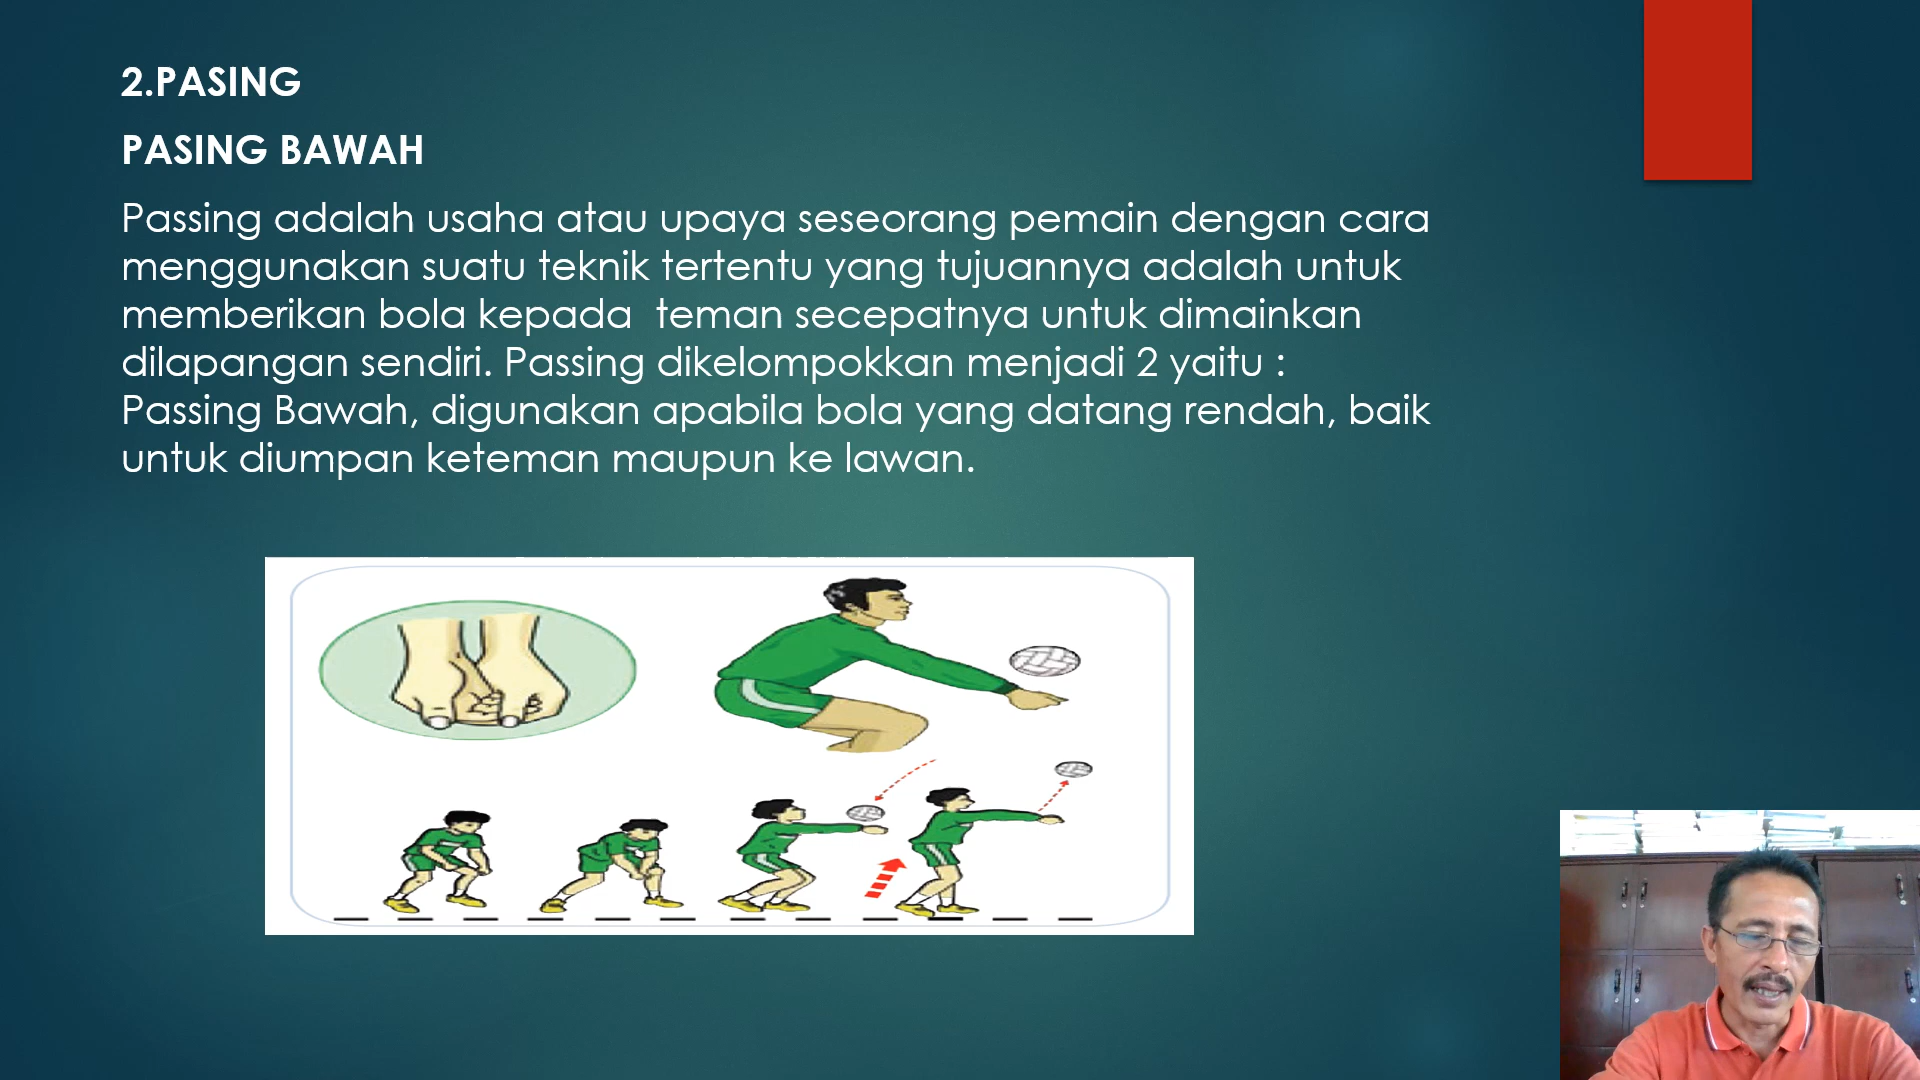 2.PASING
PASING BAWAH
Passing adalah usaha atau upaya seseorang pemain dengan cara
menggunakan suatu teknik tertentu yang tujuannya adalah untuk
memberikan bola kepada  teman secepatnya untuk dimainkan
dilapangan sendiri. Passing dikelompokkan menjadi 2 yaitu :
Passing Bawah, digunakan apabila bola yang datang rendah, baik
untuk diumpan keteman maupun ke lawan.